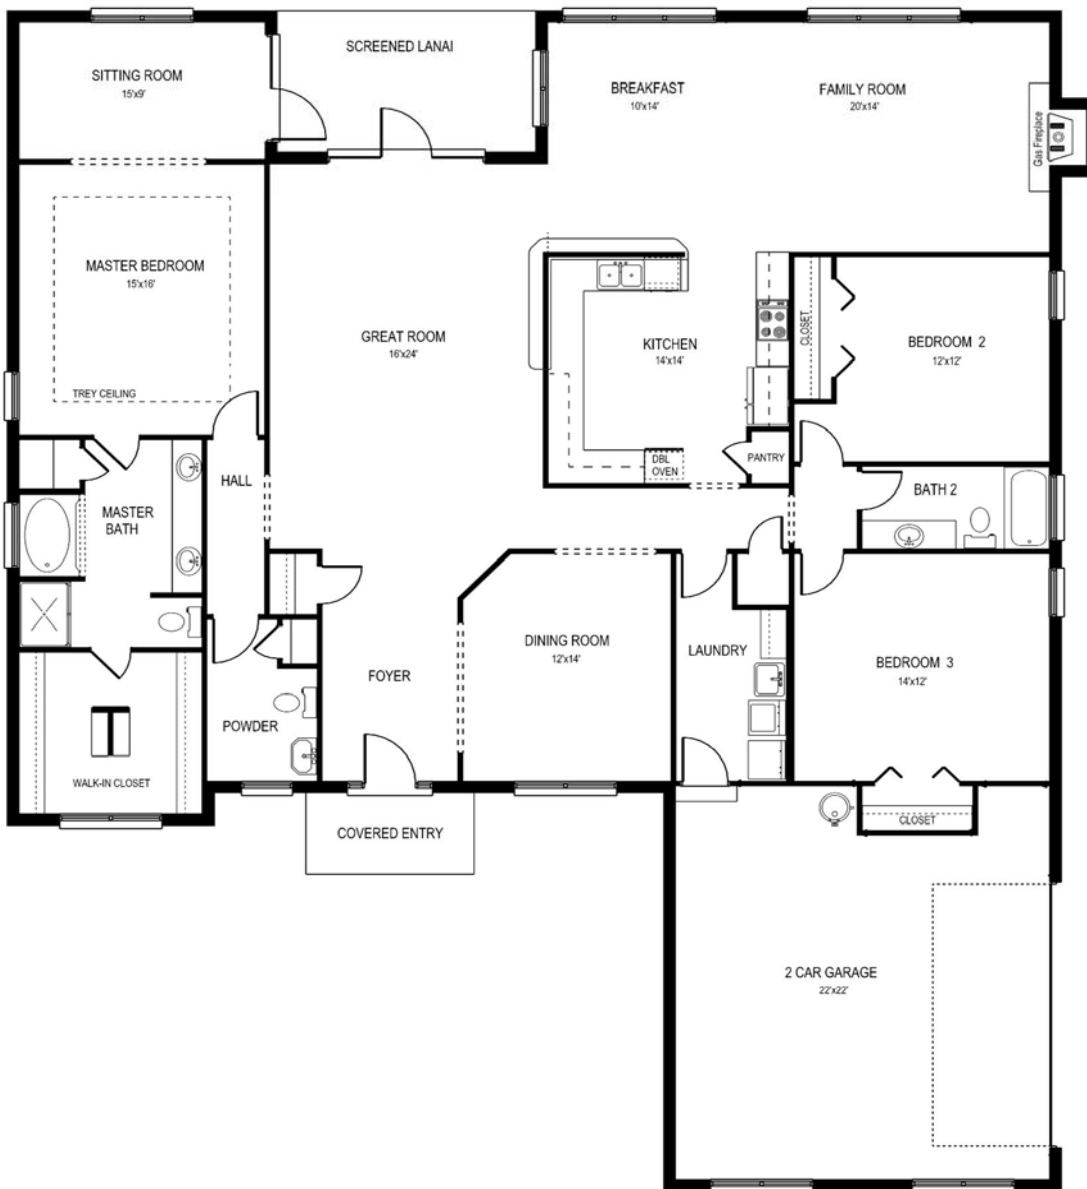 SCREENED LANAI
SITTING ROOM
15'x9'
BREAKFAST
10'x14'
FAMILY ROOM
20'x14'
Gas Fireplace
MASTER BEDROOM
15'x16'
TREY CEILING
GREAT ROOM
16'x24'
KITCHEN
14'x14'
CLOSET
BEDROOM 2
12'x12'
DBL
OVEN
PANTRY
HALL
MASTER
BATH
BATH 2
DINING ROOM
12'x14'
LAUNDRY
BEDROOM 3
14'x12'
FOYER
POWDER
WALK-IN CLOSET
COVERED ENTRY
CLOSET
2 CAR GARAGE
22'x22'